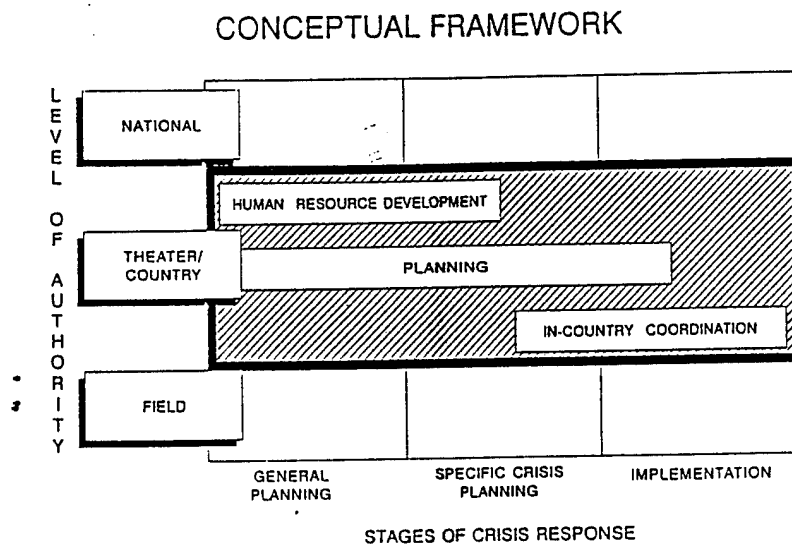 CONCEPTUAL FRAMEWORK
LEVEL OF AUTHORITY
NATIONAL
HUMAN RESOURCE DEVELOPMENT
THEATER/
COUNTRY
PLANNING
IN-COUNTRY COORDINATION
FIELD
GENERAL
PLANNING
SPECIFIC CRISIS
PLANNING
IMPLEMENTATION
STAGES OF CRISIS RESPONSE